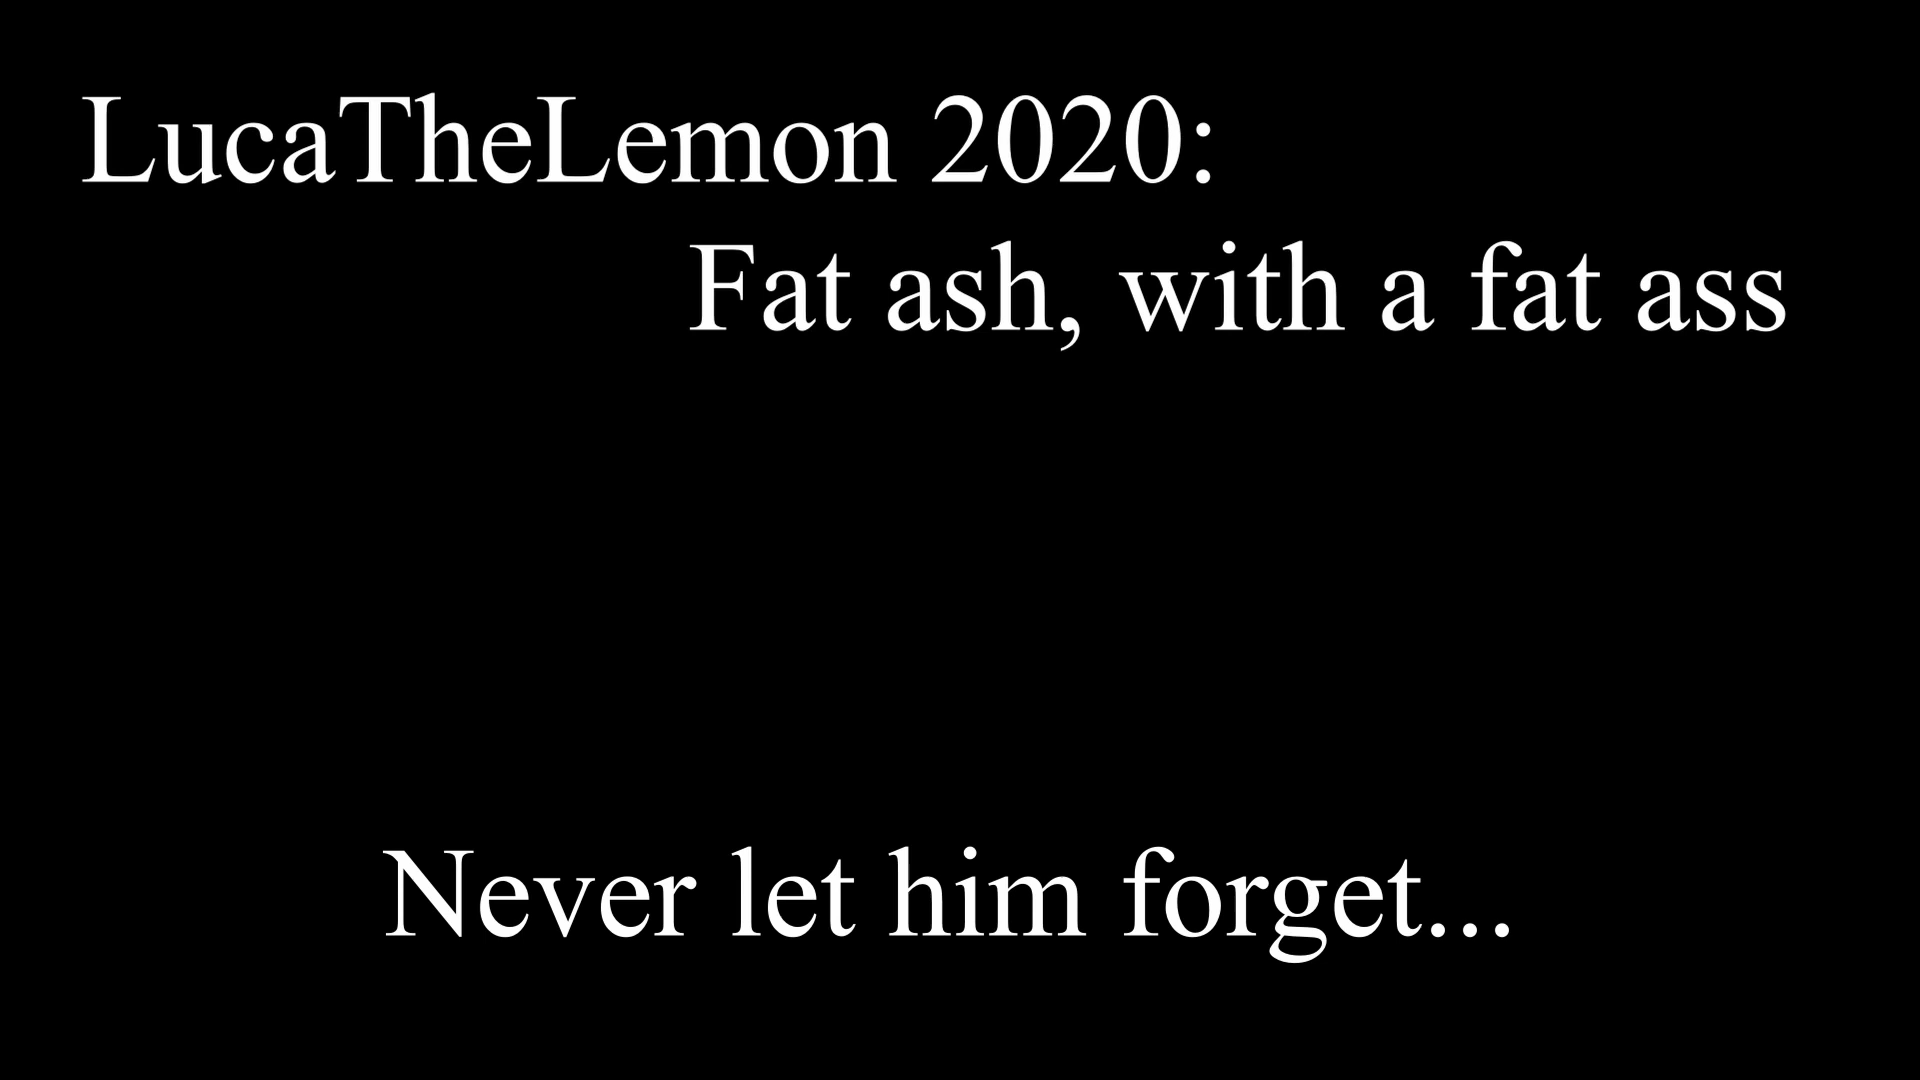 LucaTheLemon 2020:
Fat ash, with a fat ass
Never let him forget...